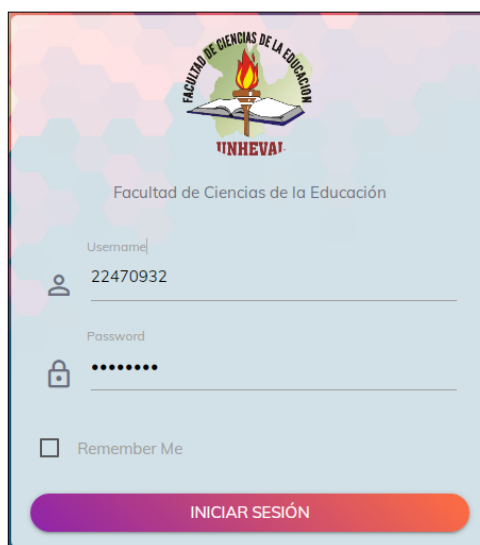 FACULTAD DE CIENCIAS DE LA EDUCACION
UNHEVAL
Facultad de Ciencias de la Educación
Username
22470932
Password
••••••••
Remember Me
INICIAR SESIÓN